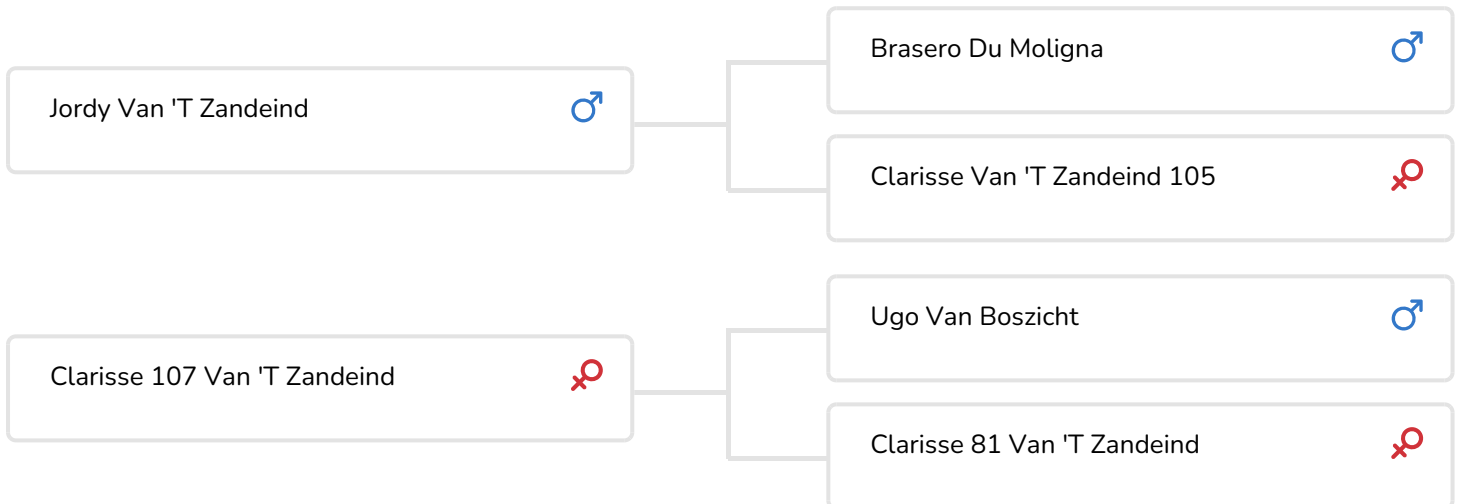 Brasero Du Moligna
Jordy Van 'T Zandeind
Clarisse Van 'T Zandeind 105
Ugo Van Boszicht
Clarisse 107 Van 'T Zandeind
Clarisse 81 Van 'T Zandeind